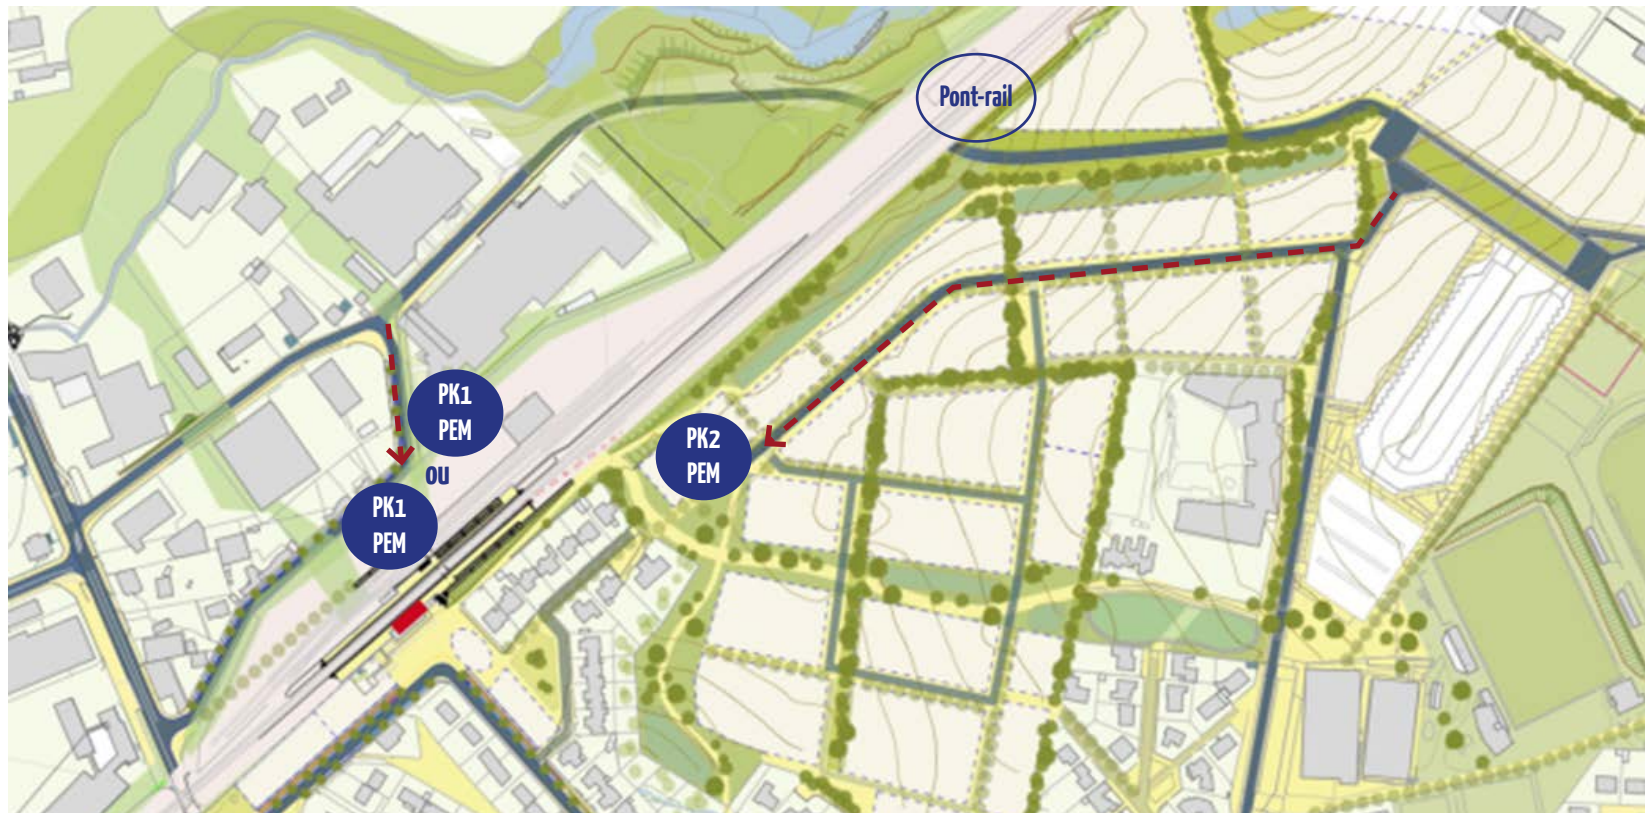 Pont-rail
PK1
PEM
OU
PK1
PEM
PK2
PEM